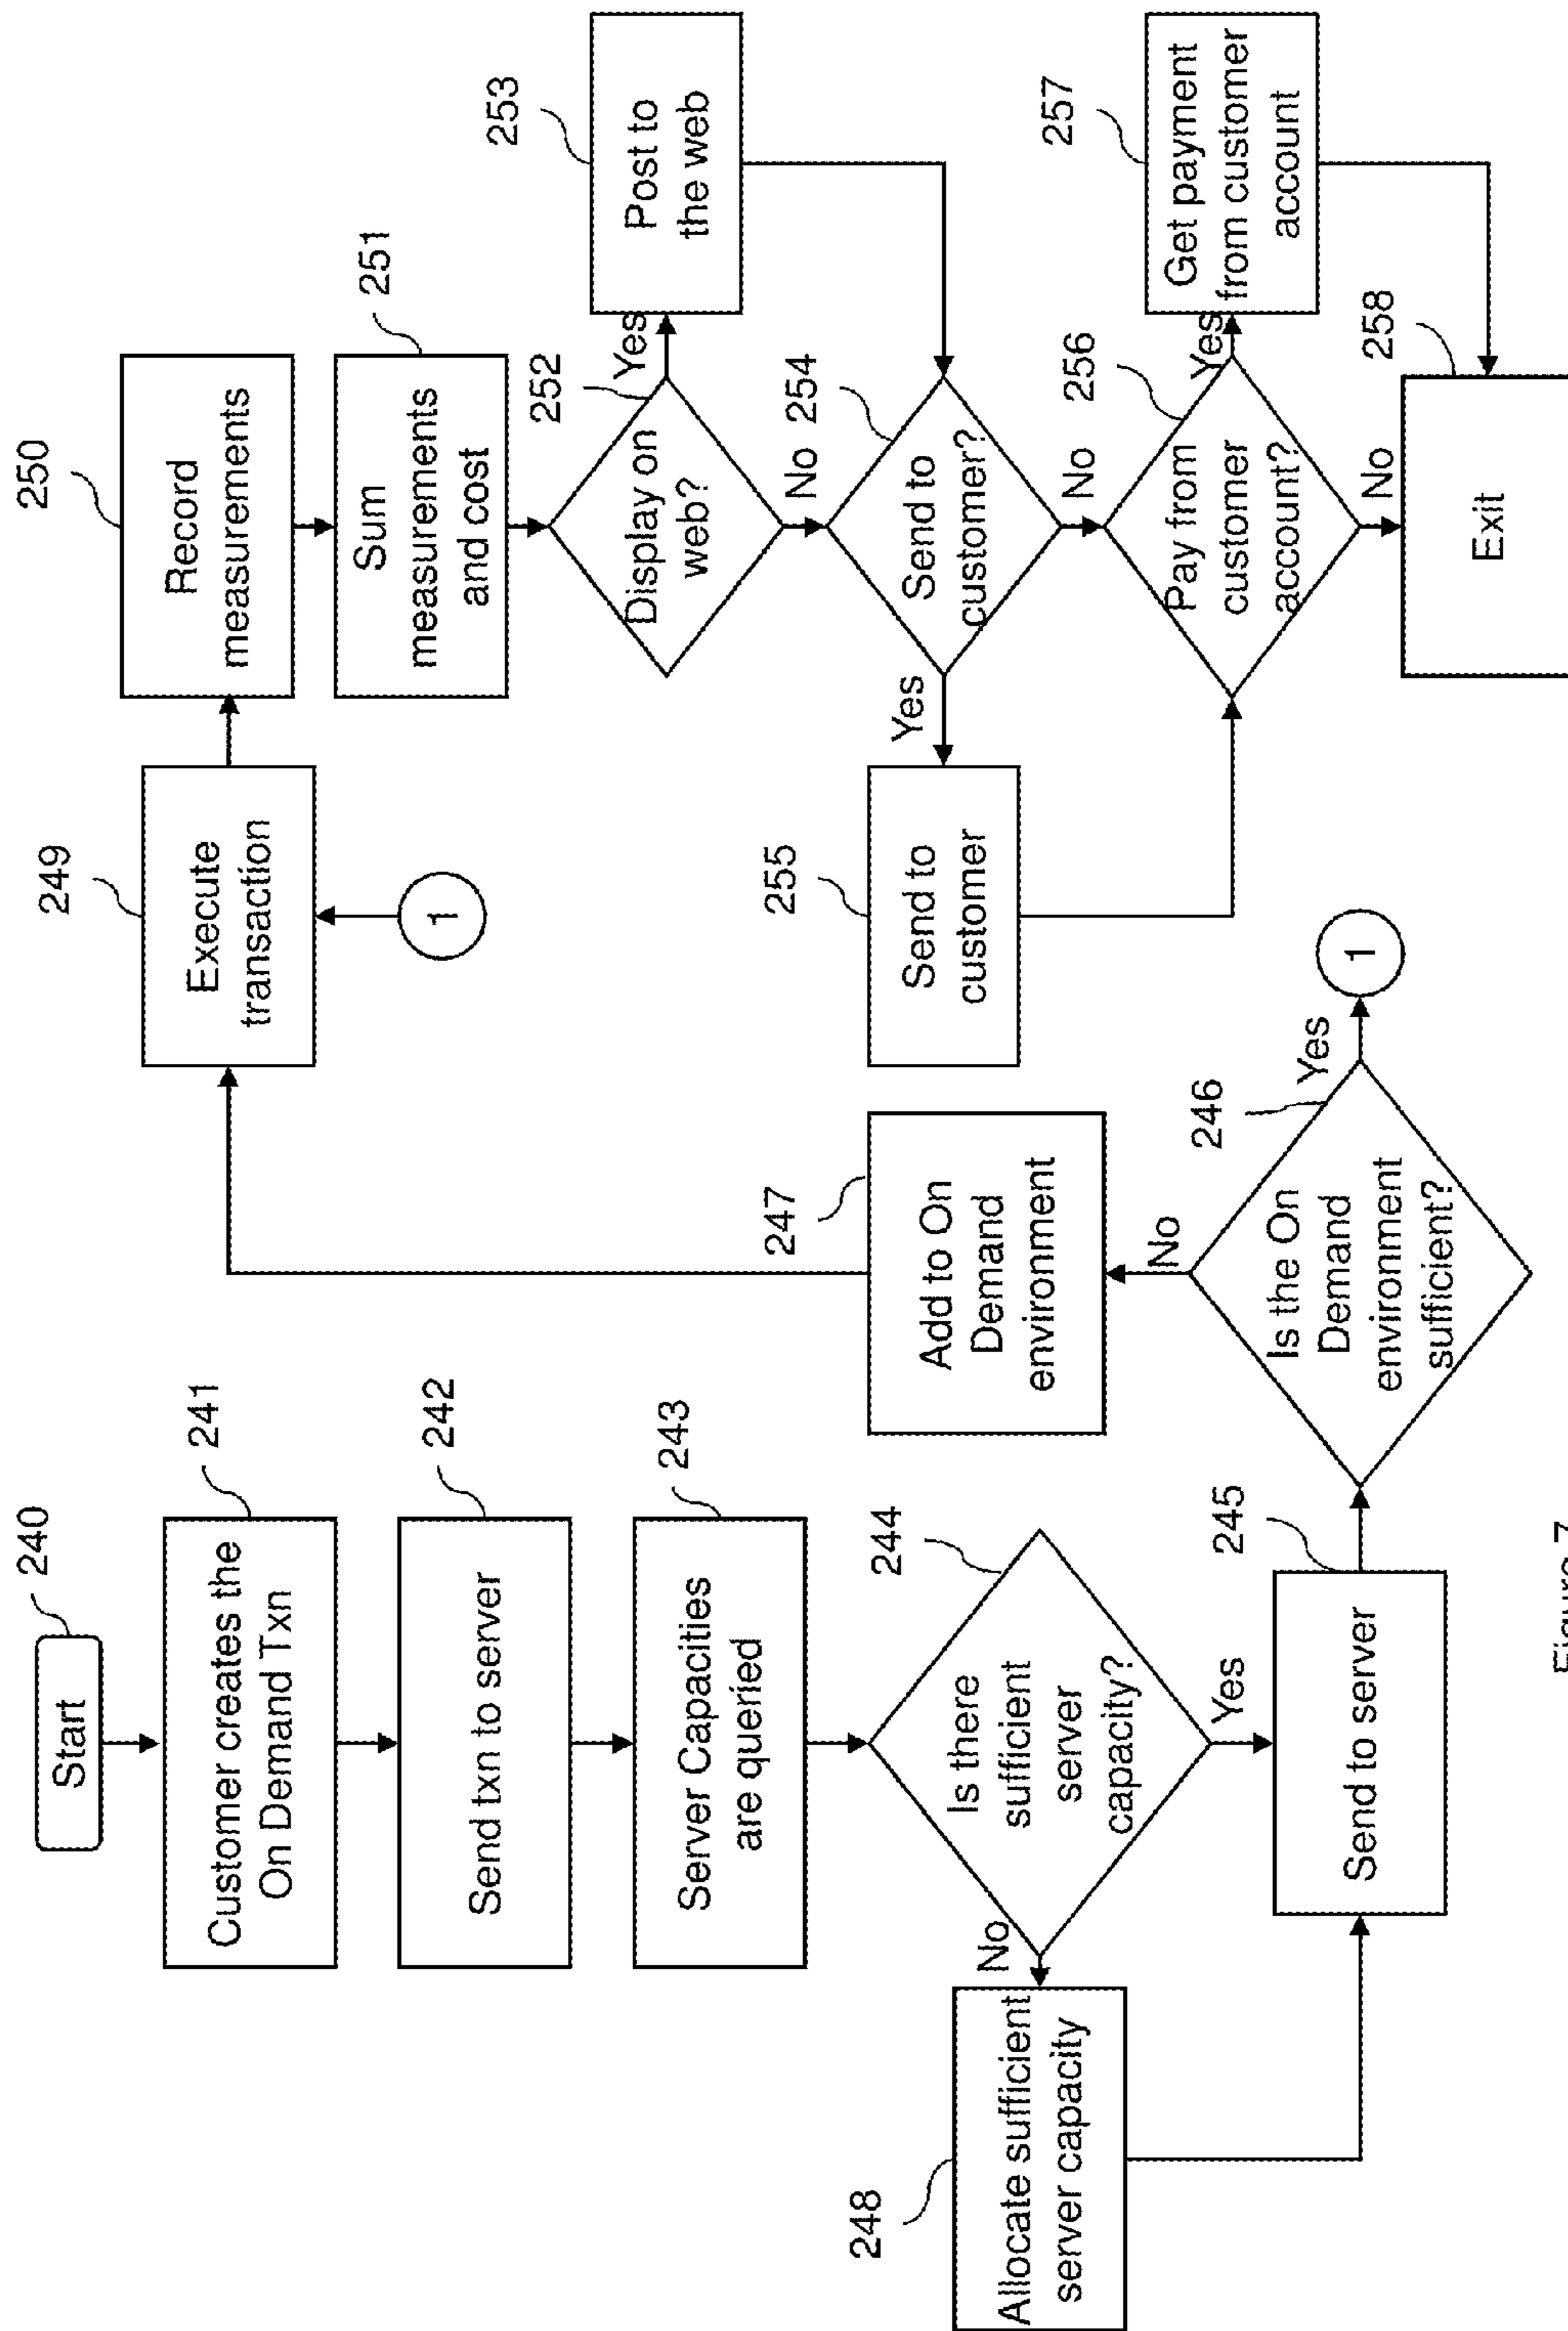 240
Start
241
Customer creates the
On Demand Txn
242
Send txn to server
243
Server Capacities
are queried
244
Is there
sufficient
server
capacity?
No
Yes
248
Allocate sufficient
server capacity
245
Send to server
246
Is the On
Demand
environment
sufficient?
No
Yes
1
247
Add to On
Demand
environment
249
Execute
transaction
1
250
Record
measurements
251
Sum
measurements
and cost
252
Display on
web?
Yes
No
253
Post to
the web
254
Send to
customer?
Yes
No
255
Send to
customer
256
Pay from
customer
account?
Yes
No
257
Get payment
from customer
account
258
Exit
Figure 7